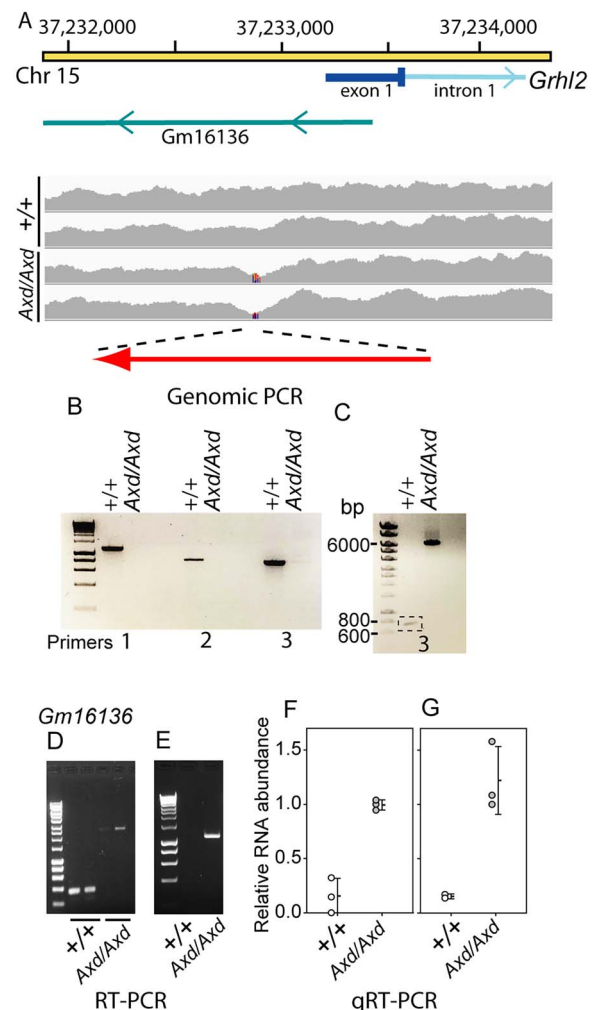 A
37,232,000 37,233,000 37,234,000
Chr 15
exon 1 intron 1 Grhl2
Gm16136
+/+
Axd/Axd
B Genomic PCR
+/+ Axd/Axd +/+ Axd/Axd +/+ Axd/Axd
Primers 1 2 3
C
+/+ Axd/Axd
bp
6000
800
600
3
Gm16136
D E
+/+ Axd/Axd +/+ Axd/Axd
RT-PCR
F G
Relative RNA abundance
1.5
1.0
0.5
0.0
+/+ Axd/Axd +/+ Axd/Axd
qRT-PCR